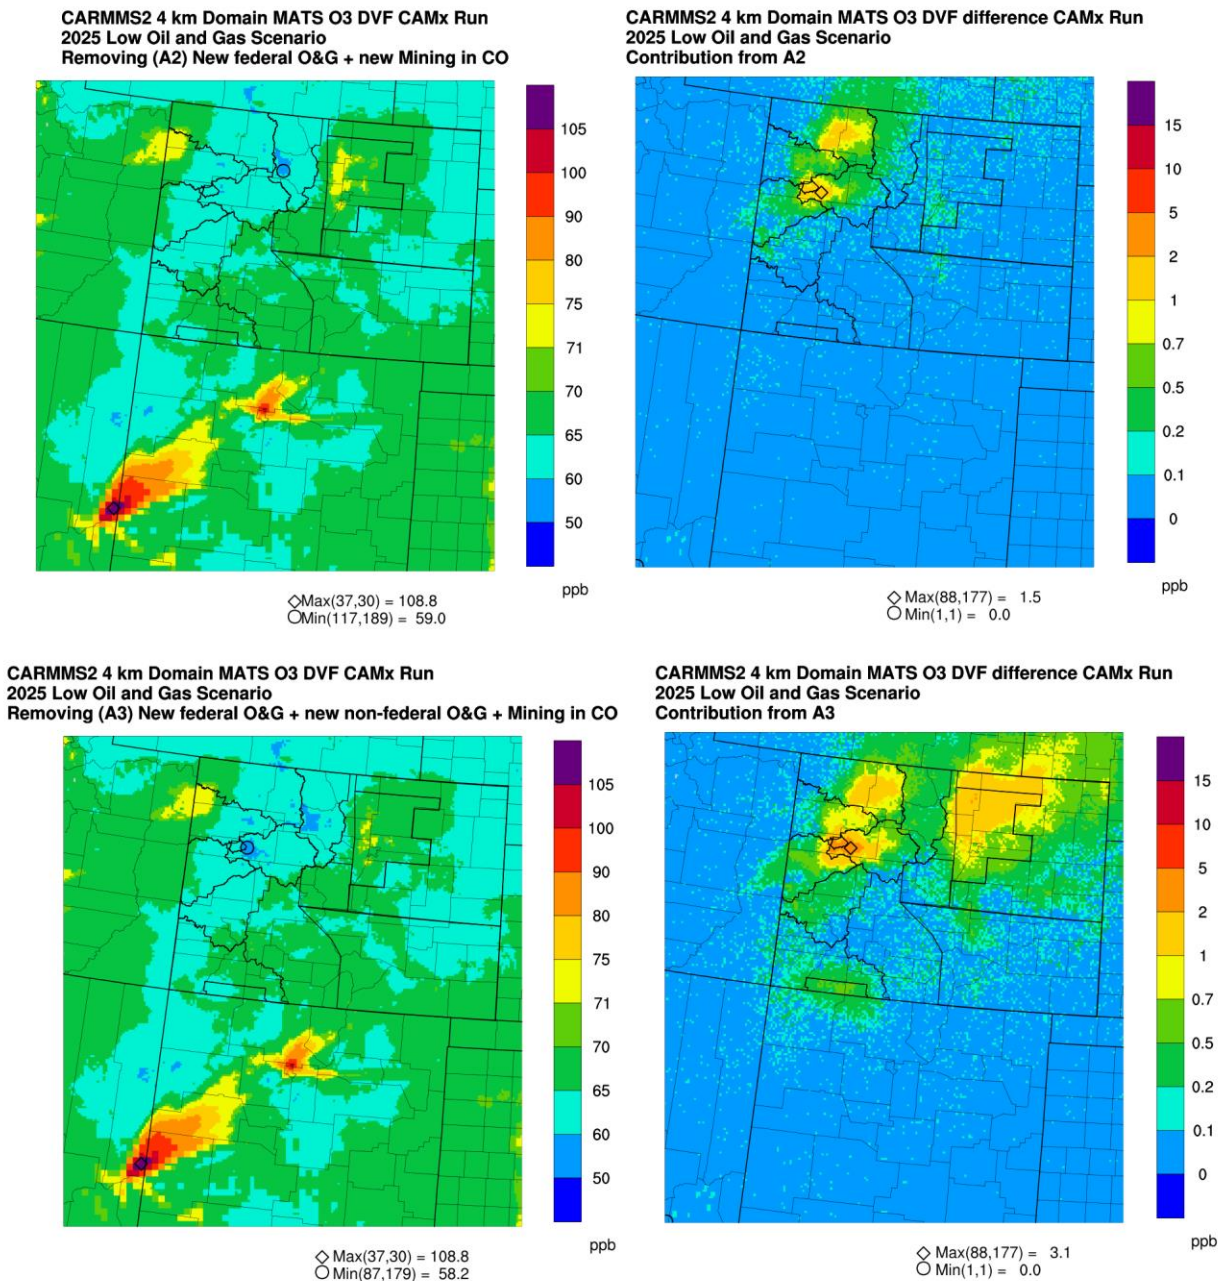 CARMMS2 4 km Domain MATS O3 DVF CAMx Run
2025 Low Oil and Gas Scenario
Removing (A2) New federal O&G + new Mining in CO
105
100
90
80
75
71
70
65
60
50
ppb
◇Max(37,30) = 108.8
○Min(117,189) = 59.0
CARMMS2 4 km Domain MATS O3 DVF difference CAMx Run
2025 Low Oil and Gas Scenario
Contribution from A2
15
10
5
2
1
0.7
0.5
0.2
0.1
0
ppb
◇ Max(88,177) = 1.5
○ Min(1,1) = 0.0
CARMMS2 4 km Domain MATS O3 DVF CAMx Run
2025 Low Oil and Gas Scenario
Removing (A3) New federal O&G + new non-federal O&G + Mining in CO
105
100
90
80
75
71
70
65
60
50
ppb
◇ Max(37,30) = 108.8
○ Min(87,179) = 58.2
CARMMS2 4 km Domain MATS O3 DVF difference CAMx Run
2025 Low Oil and Gas Scenario
Contribution from A3
15
10
5
2
1
0.7
0.5
0.2
0.1
0
ppb
◇ Max(88,177) = 3.1
○ Min(1,1) = 0.0